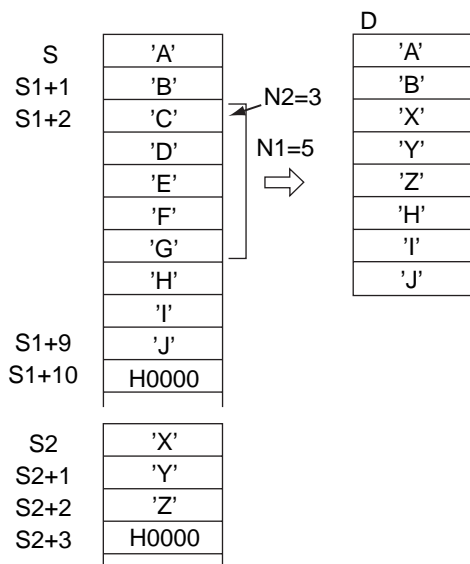 D
S 'A' 'A'
S1+1 'B' N2=3 'B'
S1+2 'C' 'X'
'D' N1=5 'Y'
'E' 'Z'
'F' 'H'
'G' 'I'
'H' 'J'
'I'
S1+9 'J'
S1+10 H0000
S2 'X'
S2+1 'Y'
S2+2 'Z'
S2+3 H0000